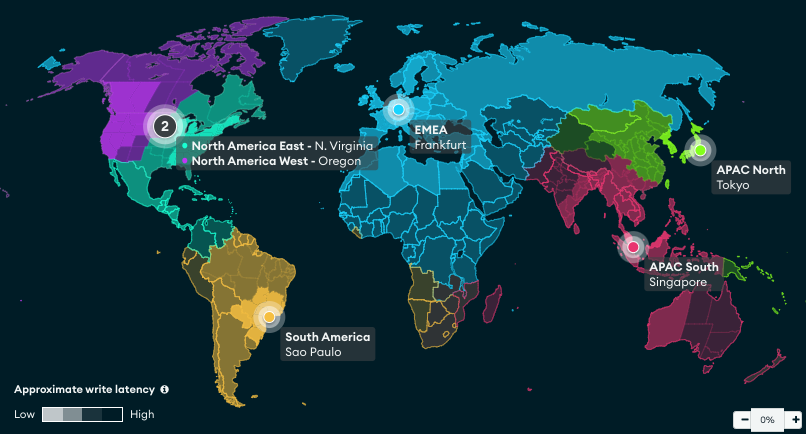 2
North America East - N. Virginia
North America West - Oregon
EMEA
Frankfurt
APAC North
Tokyo
APAC South
Singapore
South America
Sao Paulo
Approximate write latency i
Low High
− 0% +